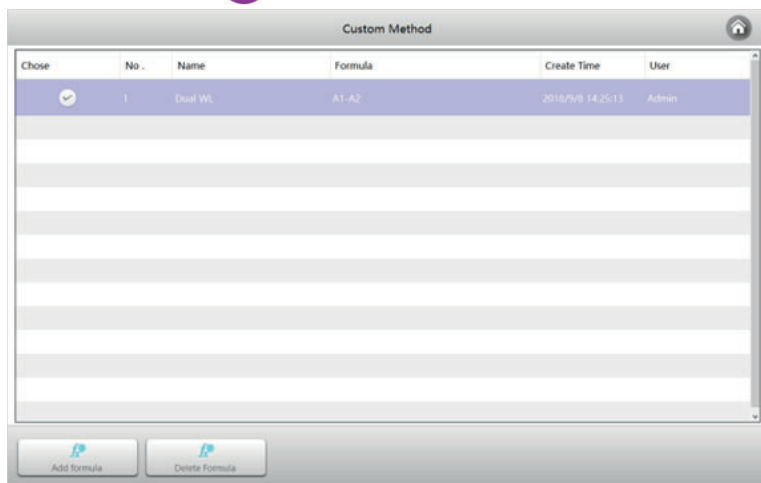 Custom Method
Chose No . Name Formula Create Time User
1 Dual WL A1-A2 2018/9/8 14:25:13 Admin
Add formula Delete Formula